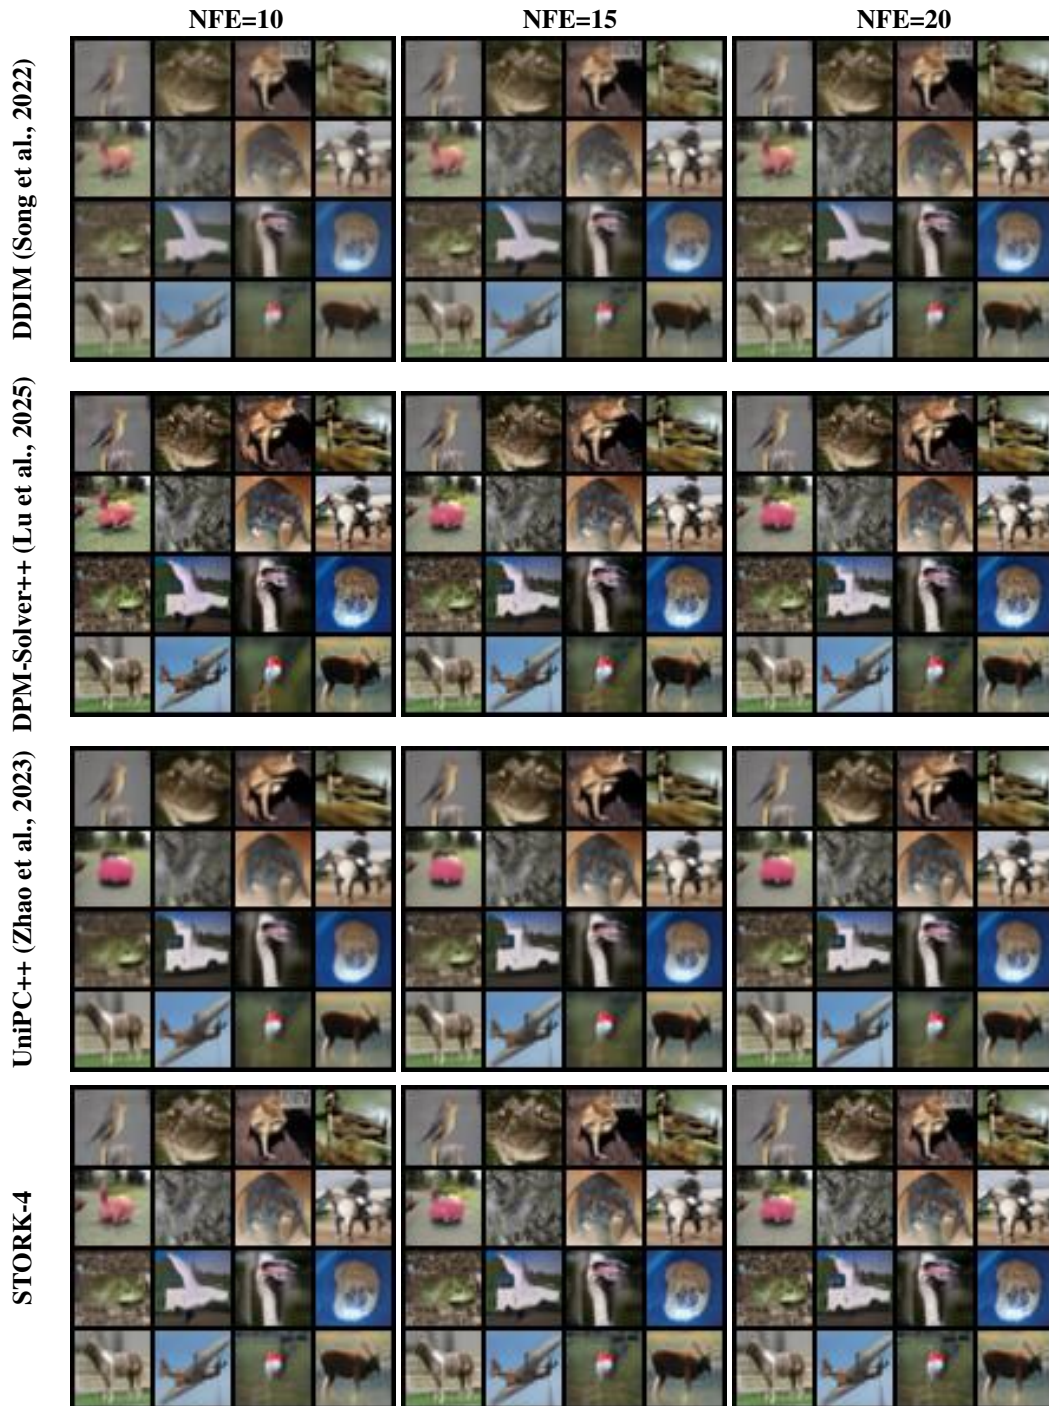 NFE=10 NFE=15 NFE=20
DDIM (Song et al., 2022)
DPM-Solver++ (Lu et al., 2025)
UniPC++ (Zhao et al., 2023)
STORK-4